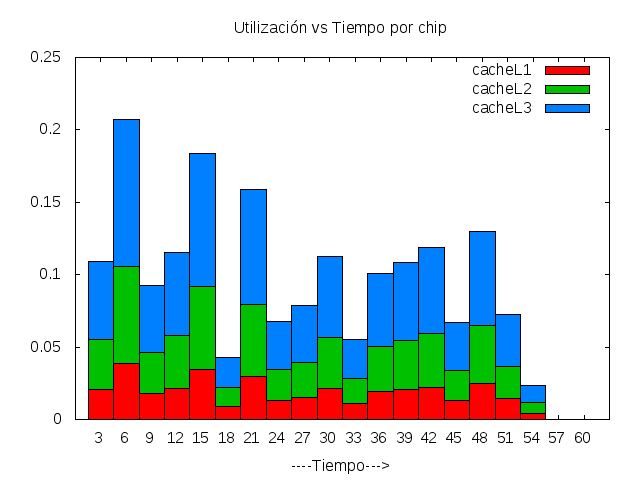 Utilización vs Tiempo por chip
0.25
0.2
0.15
0.1
0.05
0
cacheL1
cacheL2
cacheL3
3 6 9 12 15 18 21 24 27 30 33 36 39 42 45 48 51 54 57 60
----Tiempo--->